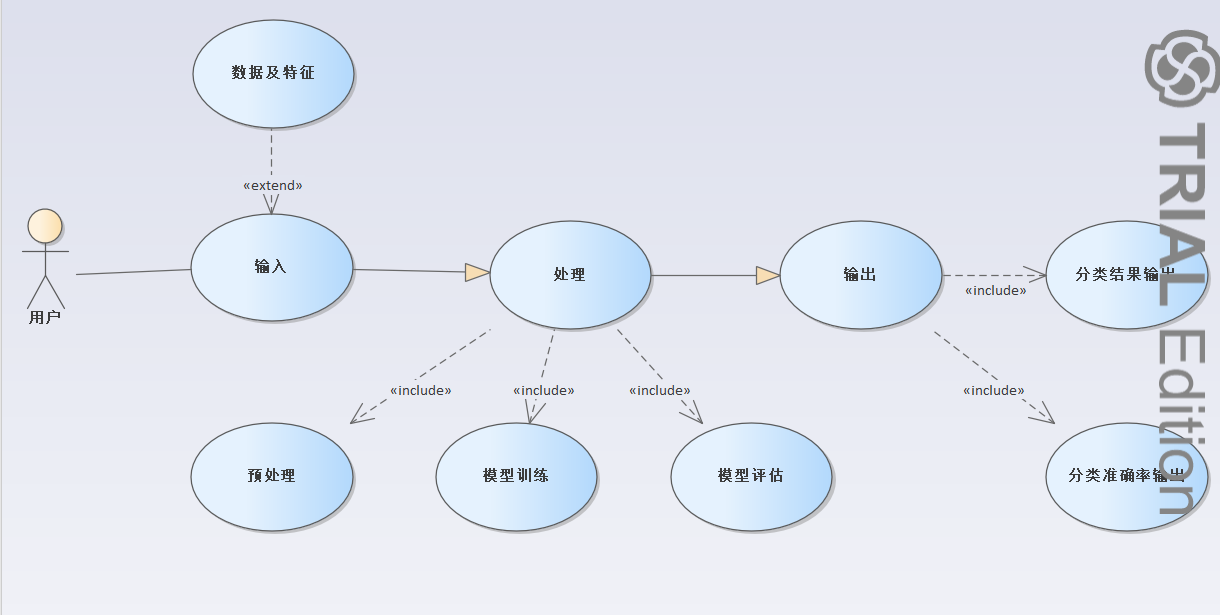 数据及特征
«extend»
用户
输入
处理
输出
«include»
分类结果输出
«include»
«include»
«include»
«include»
预处理
模型训练
模型评估
分类准确率输出
TRIAL Edition